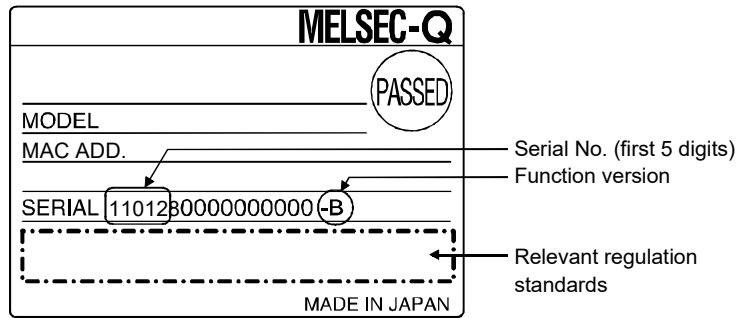 MELSEC-Q
PASSED
MODEL
MAC ADD.
Serial No. (first 5 digits)
Function version
SERIAL 1101280000000000 -B
Relevant regulation
standards
MADE IN JAPAN